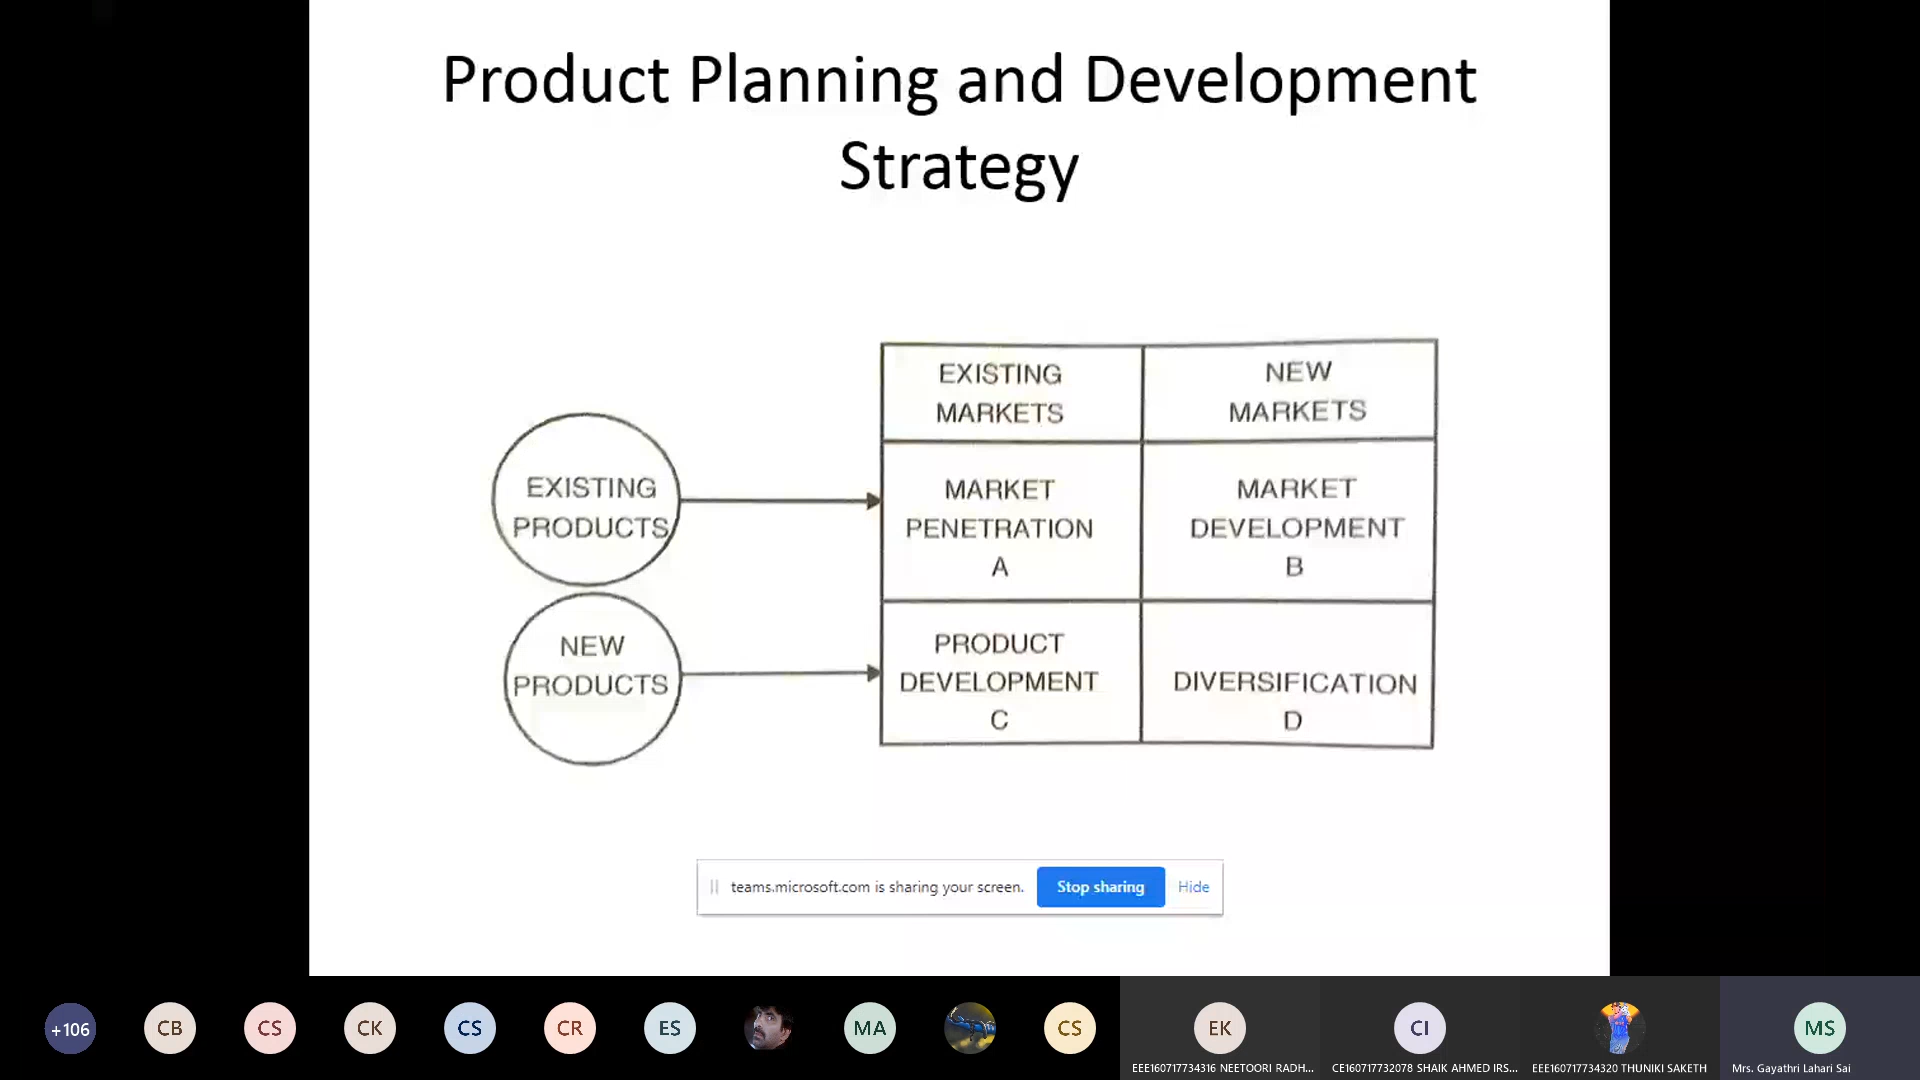 Product Planning and Development
Strategy
EXISTING
MARKETS
NEW
MARKETS
EXISTING
PRODUCTS
MARKET
PENETRATION
A
MARKET
DEVELOPMENT
B
NEW
PRODUCTS
PRODUCT
DEVELOPMENT
C
DIVERSIFICATION
D
teams.microsoft.com is sharing your screen.
Stop sharing
Hide
+106
CB
CS
CK
CS
CR
ES
MA
CS
EK
CI
MS
EEE160717734316 NEETOORI RADH...
CE160717732078 SHAIK AHMED IRS...
EEE160717734320 THUNIKI SAKETH
Mrs. Gayathri Lahari Sai